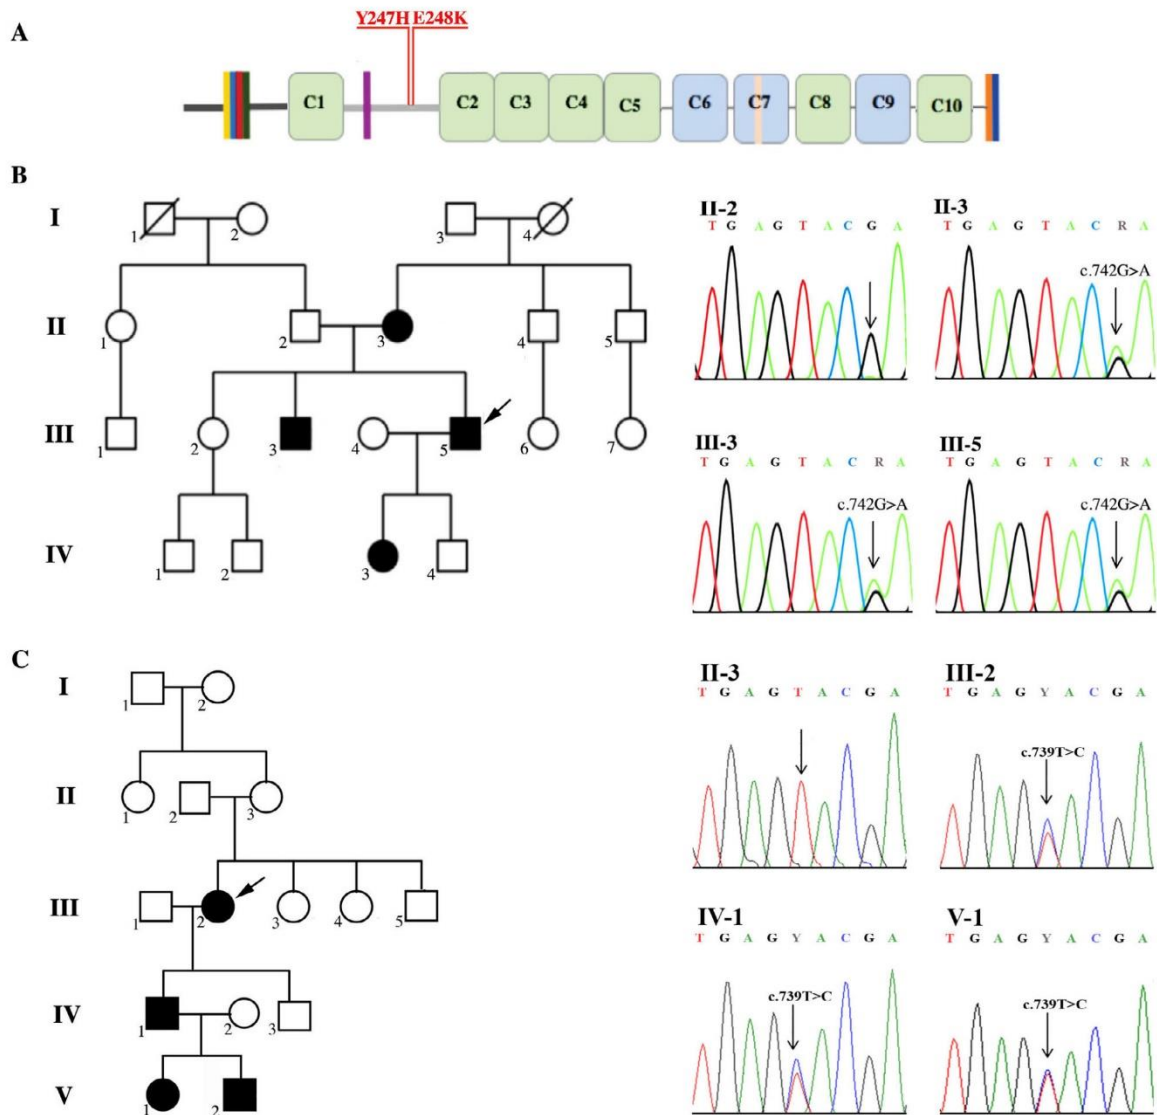 A
Y247H E248K
C1 C2 C3 C4 C5 C6 C7 C8 C9 C10
B
I
1 2 3 4
II
1 2 3 4 5
III
1 2 3 4 5 6 7
IV
1 2 3 4
II-2
T G A G T A C G A
II-3
T G A G T A C R A
c.742G>A
III-3
T G A G T A C R A
c.742G>A
III-5
T G A G T A C R A
c.742G>A
C
I
1 2
II
1 2 3
III
1 2 3 4 5
IV
1 2 3
V
1 2
II-3
T G A G T A C G A
III-2
T G A G Y A C G A
c.739T>C
IV-1
T G A G Y A C G A
c.739T>C
V-1
T G A G Y A C G A
c.739T>C